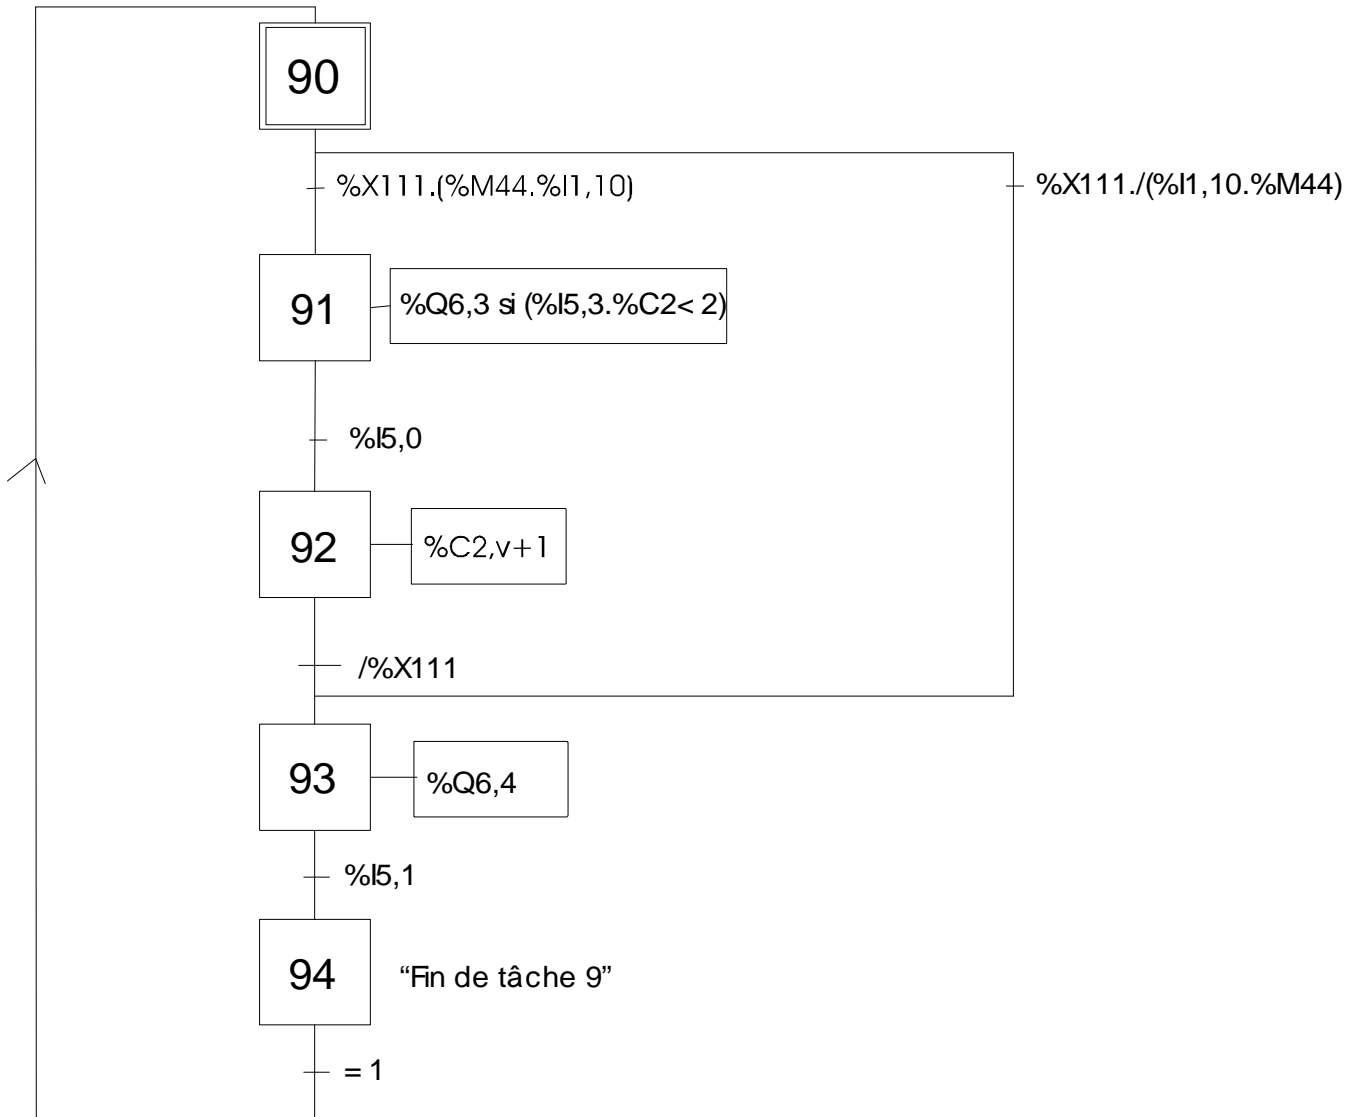 90
%X111.(%M44.%I1,10)
%X111./(%I1,10.%M44)
91
%Q6,3 si (%I5,3.%C2< 2)
%I5,0
92
%C2,v+1
/%X111
93
%Q6,4
%I5,1
94
“Fin de tâche 9”
= 1